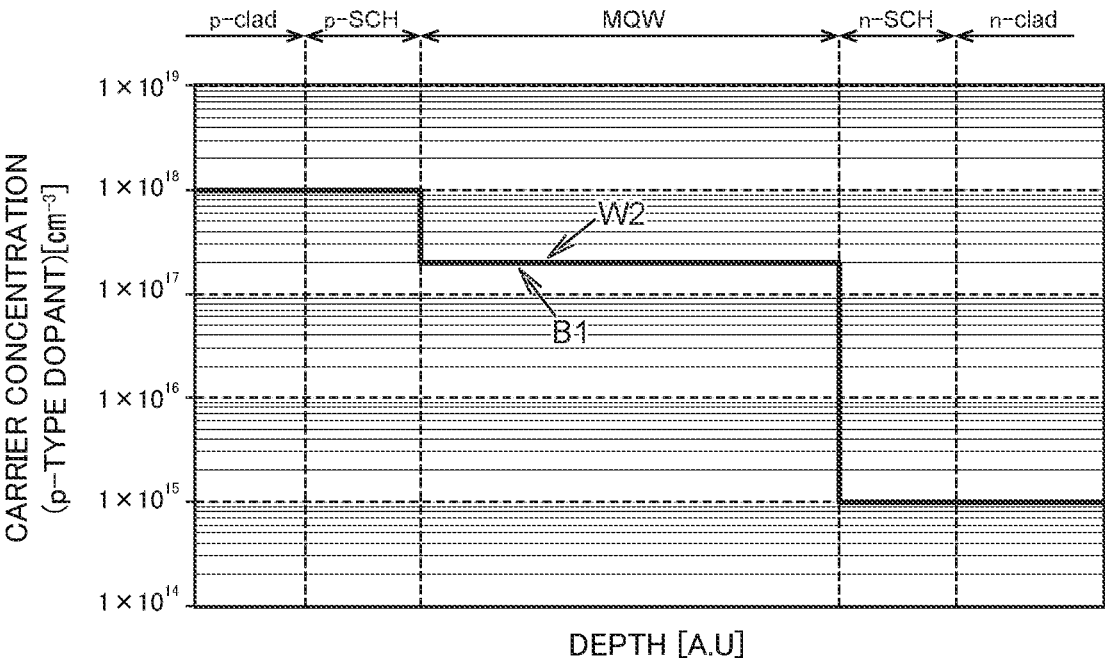 p-clad p-SCH MQW n-SCH n-clad
1×10¹⁹
1×10¹⁸
1×10¹⁷
1×10¹⁶
1×10¹⁵
1×10¹⁴
CARRIER CONCENTRATION
(p-TYPE DOPANT)[cm⁻³]
W2
B1
DEPTH [A.U]